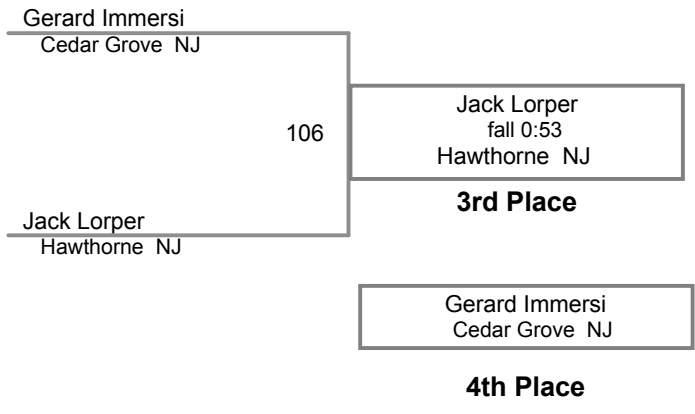 Gerard Immersi
Cedar Grove NJ
106
Jack Lorper
fall 0:53
Hawthorne NJ
3rd Place
Jack Lorper
Hawthorne NJ
Gerard Immersi
Cedar Grove NJ
4th Place